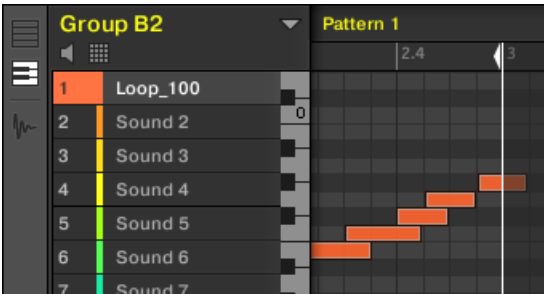 Group B2
Pattern 1
2.4 3
1 Loop_100
0
2 Sound 2
3 Sound 3
4 Sound 4
5 Sound 5
6 Sound 6
7 Sound 7